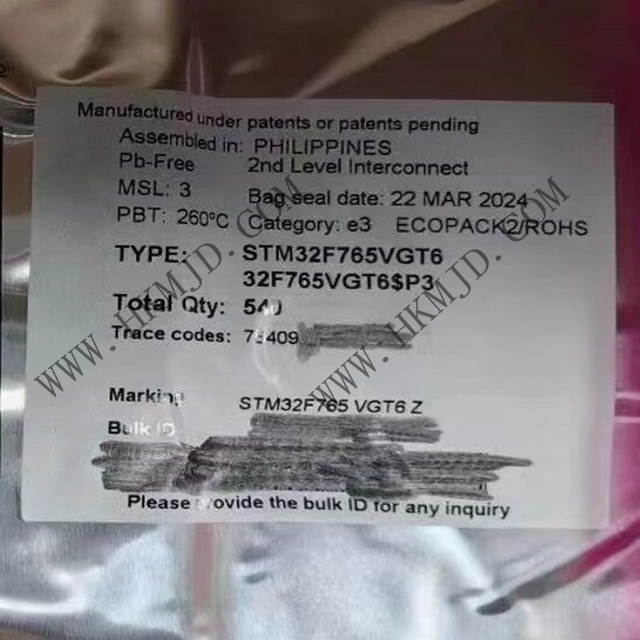 Manufactured under patents or patents pending
Assembled in: PHILIPPINES
Pb-Free 2nd Level Interconnect
MSL: 3 Bag seal date: 22 MAR 2024
PBT: 260°C Category: e3 ECOPACK2/ROHS
TYPE: STM32F765VGT6
32F765VGT6$P3
Total Qty: 540
Trace codes:
Marking STM32F765 VGT6 Z
Bulk ID
Please provide the bulk ID for any inquiry
WWW.HKMJD.COM
WWW.HKMJD.COM